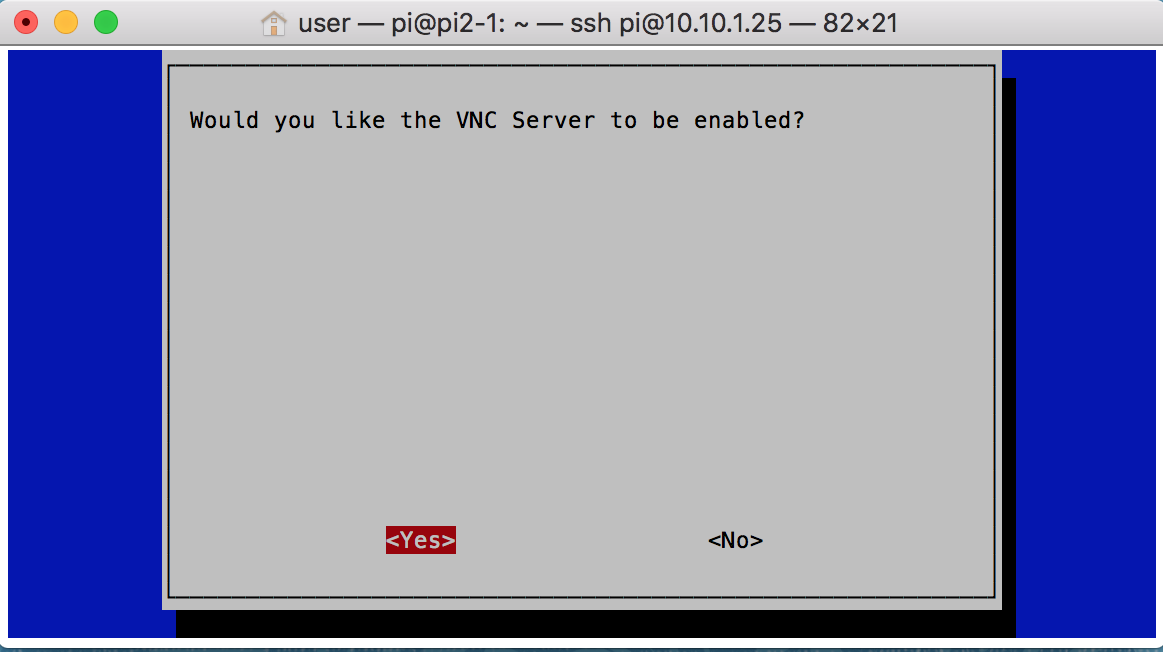 user — pi@pi2-1: ~ — ssh pi@10.10.1.25 — 82×21
Would you like the VNC Server to be enabled?
<Yes> <No>